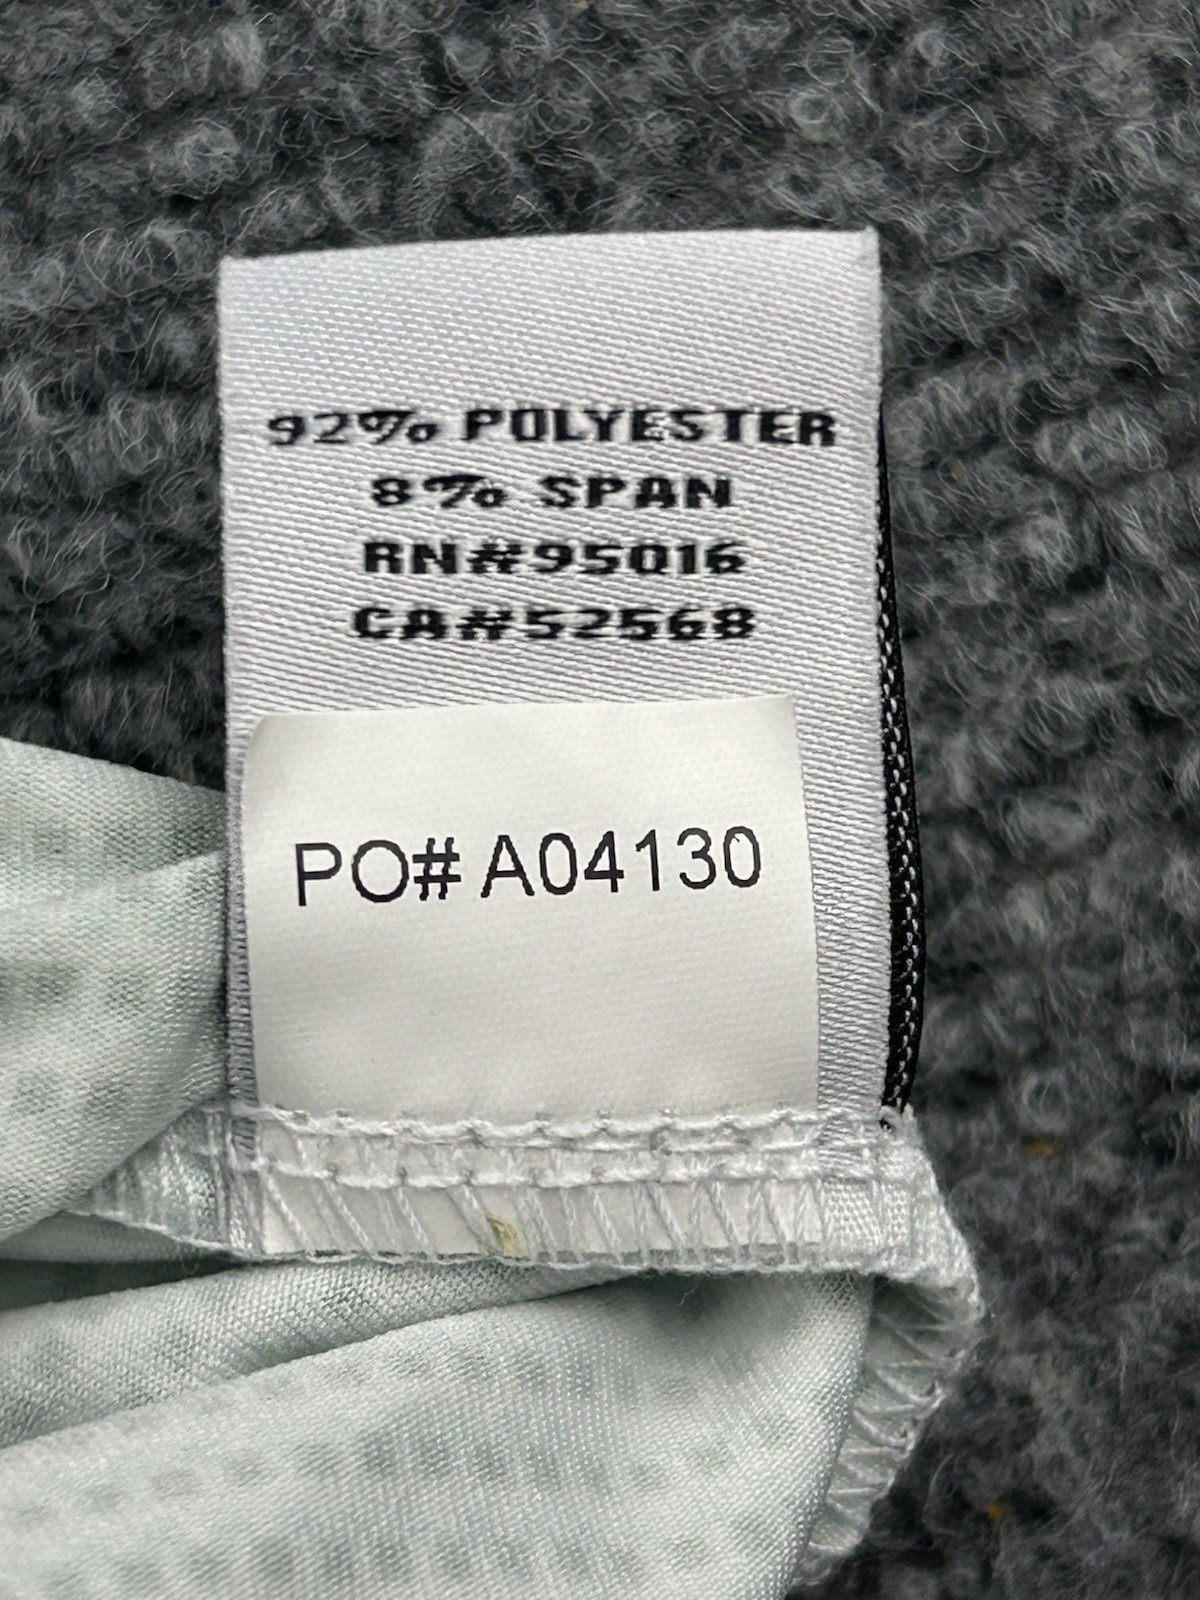 92% POLYESTER
8% SPAN
RN#95016
CA#52568
PO# A04130